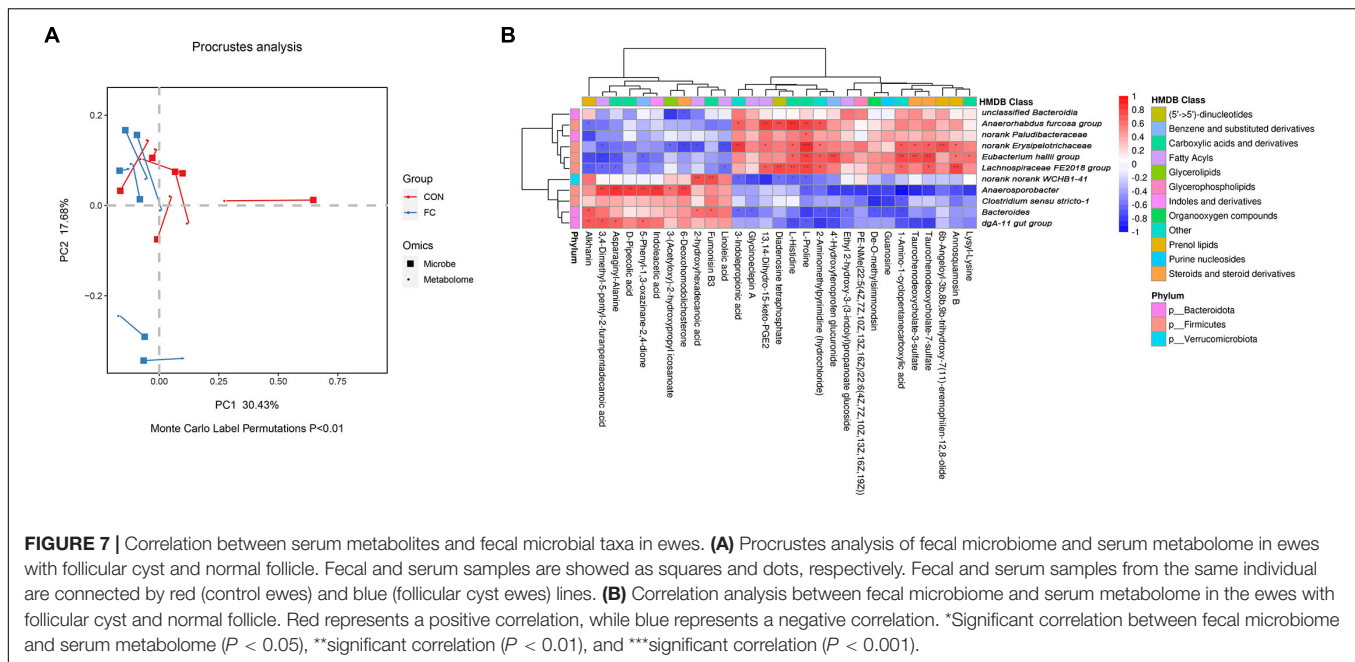 A
Procrustes analysis
0.2
0.0
−0.2
PC2 17.68%
0.00
0.25
0.50
0.75
PC1 30.43%
Monte Carlo Label Permutations P<0.01
Group
CON
FC
Omics
Microbe
Metabolome
B
HMDB Class
unclassified Bacteroidia
Anaerorhabdus furcosa group
norank Paludibacteraceae
norank Erysipelotrichaceae
Eubacterium hallii group
Lachnospiraceae FE2018 group
norank norank WCHB1-41
Anaerosporobacter
Clostridium sensu stricto-1
Bacteroides
dgA-11 gut group
Phylum
Alkhanin
3,4-Dimethyl-5-pentyl-2-furanpentadecanoic acid
Asparaginyl-Alanine
D-Pipecolic acid
5-Phenyl-1,3-oxazinane-2,4-dione
Indoleacetic acid
3-(Acetyloxy)-2-hydroxypropyl icosanoate
6-Deoxohomodolichosterone
2-hydroxyhexadecanoic acid
Fumonisin B3
Linoleic acid
3-Indolepropionic acid
Glycinoeclepin A
13,14-Dihydro-15-keto-PGE2
Diadenosine tetraphosphate
L-Histidine
L-Proline
2-Aminomethylpyrimidine (hydrochloride)
4'-Hydroxyfenoprofen glucuronide
Ethyl 2-hydroxy-3-(3-indolyl)propanoate glucoside
PE-NMe(22:5(4Z,7Z,10Z,13Z,16Z)/22:6(4Z,7Z,10Z,13Z,16Z,19Z))
De-O-methylsimmondsin
Guanosine
1-Amino-1-cyclopentanecarboxylic acid
Taurochenodeoxycholate-3-sulfate
Taurochenodeoxycholate-7-sulfate
6b-Angeloyl-3b,8b,9b-trihydroxy-7(11)-eremophilen-12,8-olide
Annosquamosin B
Lysyl-Lysine
1
0.8
0.6
0.4
0.2
0
−0.2
−0.4
−0.6
−0.8
−1
HMDB Class
(5'->5')-dinucleotides
Benzene and substituted derivatives
Carboxylic acids and derivatives
Fatty Acyls
Glycerolipids
Glycerophospholipids
Indoles and derivatives
Organooxygen compounds
Other
Prenol lipids
Purine nucleosides
Steroids and steroid derivatives
Phylum
p__Bacteroidota
p__Firmicutes
p__Verrucomicrobiota
FIGURE 7 | Correlation between serum metabolites and fecal microbial taxa in ewes. (A) Procrustes analysis of fecal microbiome and serum metabolome in ewes
with follicular cyst and normal follicle. Fecal and serum samples are showed as squares and dots, respectively. Fecal and serum samples from the same individual
are connected by red (control ewes) and blue (follicular cyst ewes) lines. (B) Correlation analysis between fecal microbiome and serum metabolome in the ewes with
follicular cyst and normal follicle. Red represents a positive correlation, while blue represents a negative correlation. *Significant correlation between fecal microbiome
and serum metabolome (P < 0.05), **significant correlation (P < 0.01), and ***significant correlation (P < 0.001).